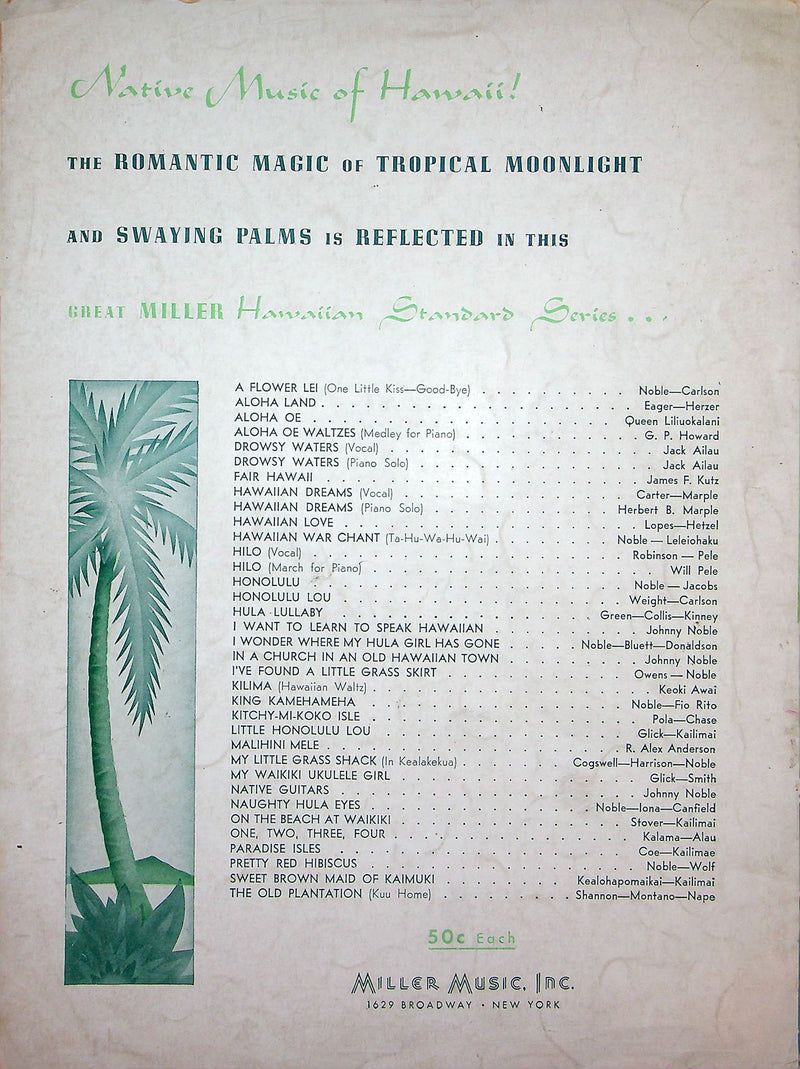 Native Music of Hawaii!
THE ROMANTIC MAGIC OF TROPICAL MOONLIGHT
AND SWAYING PALMS IS REFLECTED IN THIS
GREAT MILLER Hawaiian Standard Series . . .
A FLOWER LEI (One Little Kiss—Good-Bye) . . . . . . . . . . . Noble—Carlson
ALOHA LAND . . . . . . . . . . . Eager—Herzer
ALOHA OE . . . . . . . . . . . Queen Liliuokalani
ALOHA OE WALTZES (Medley for Piano) . . . . . . . . . . . G. P. Howard
DROWSY WATERS (Vocal) . . . . . . . . . . . Jack Ailau
DROWSY WATERS (Piano Solo) . . . . . . . . . . . Jack Ailau
FAIR HAWAII . . . . . . . . . . . James F. Kutz
HAWAIIAN DREAMS (Vocal) . . . . . . . . . . . Carter—Marple
HAWAIIAN DREAMS (Piano Solo) . . . . . . . . . . . Herbert B. Marple
HAWAIIAN LOVE . . . . . . . . . . . Lopes—Hetzel
HAWAIIAN WAR CHANT (Ta-Hu-Wa-Hu-Wai) . . . . . . . . . . . Noble — Leleiohaku
HILO (Vocal) . . . . . . . . . . . Robinson — Pele
HILO (March for Piano) . . . . . . . . . . . Will Pele
HONOLULU . . . . . . . . . . . Noble — Jacobs
HONOLULU LOU . . . . . . . . . . . Weight—Carlson
HULA LULLABY . . . . . . . . . . . Green—Collis—Kinney
I WANT TO LEARN TO SPEAK HAWAIIAN . . . . . . . . . . . Johnny Noble
I WONDER WHERE MY HULA GIRL HAS GONE . . . . . . . . . . . Noble—Bluett—Donaldson
IN A CHURCH IN AN OLD HAWAIIAN TOWN . . . . . . . . . . . Johnny Noble
I'VE FOUND A LITTLE GRASS SKIRT . . . . . . . . . . . Owens — Noble
KILIMA (Hawaiian Waltz) . . . . . . . . . . . Keoki Awai
KING KAMEHAMEHA . . . . . . . . . . . Noble—Fio Rito
KITCHY-MI-KOKO ISLE . . . . . . . . . . . Pola—Chase
LITTLE HONOLULU LOU . . . . . . . . . . . Glick—Kailimai
MALIHINI MELE . . . . . . . . . . . R. Alex Anderson
MY LITTLE GRASS SHACK (In Kealakekua) . . . . . . . . . . . Cogswell—Harrison—Noble
MY WAIKIKI UKULELE GIRL . . . . . . . . . . . Glick—Smith
NATIVE GUITARS . . . . . . . . . . . Johnny Noble
NAUGHTY HULA EYES . . . . . . . . . . . Noble—Iona—Canfield
ON THE BEACH AT WAIKIKI . . . . . . . . . . . Stover—Kailimai
ONE, TWO, THREE, FOUR . . . . . . . . . . . Kalama—Alau
PARADISE ISLES . . . . . . . . . . . Coe—Kailimae
PRETTY RED HIBISCUS . . . . . . . . . . . Noble—Wolf
SWEET BROWN MAID OF KAIMUKI . . . . . . . . . . . Kealohapomaikai—Kailimai
THE OLD PLANTATION (Kuu Home) . . . . . . . . . . . Shannon—Montano—Nape
50c Each
MILLER MUSIC, INC.
1629 BROADWAY • NEW YORK